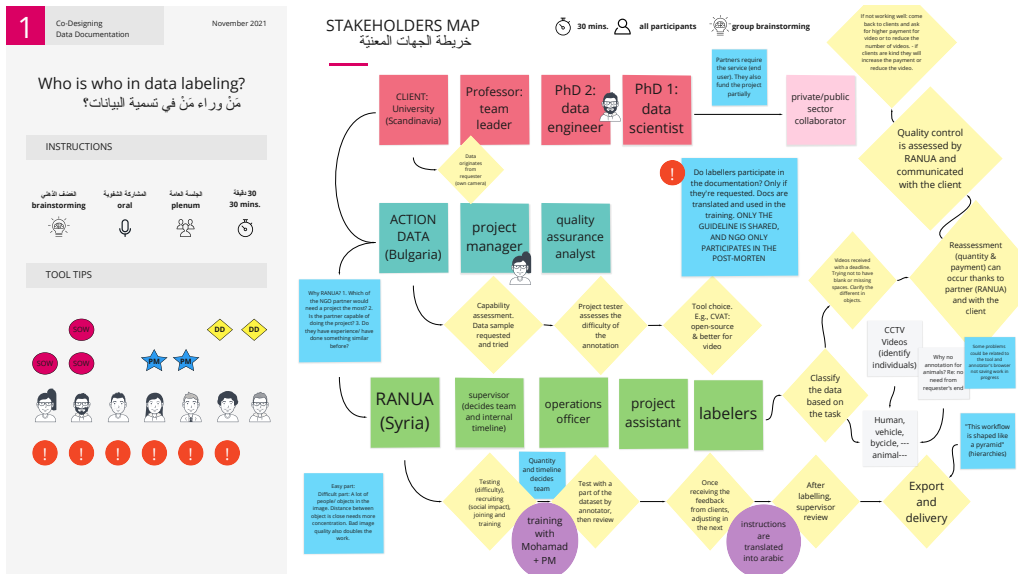 1
Co-Designing
Data Documentation
November 2021
Who is who in data labeling?
مَنْ وراء مَنْ في تسمية البيانات؟
INSTRUCTIONS
العَصَف الذهني
brainstorming
المشاركة الشفوية
oral
الجلسة العامة
plenum
30 دقيقة
30 mins.
TOOL TIPS
SOW
DD
DD
SOW
SOW
PM
PM
!
!
!
!
!
!
STAKEHOLDERS MAP
خريطة الجهات المعنيّة
30 mins.
all participants
group brainstorming
CLIENT:
University
(Scandinavia)
Professor:
team
leader
PhD 2:
data
engineer
PhD 1:
data
scientist
Partners require
the service (end
user). They also
fund the project
partially
private/public
sector
collaborator
If not working well: come
back to clients and ask
for higher payment for
video or to reduce the
number of videos. - if
clients are kind they will
increase the payment or
reduce the video.
Data
originates
from
requester
(own camera)
Quality control
is assessed by
RANUA and
communicated
with the client
!
Do labellers participate in
the documentation? Only if
they're requested. Docs are
translated and used in the
training. ONLY THE
GUIDELINE IS SHARED,
AND NGO ONLY
PARTICIPATES IN THE
POST-MORTEN
ACTION
DATA
(Bulgaria)
project
manager
quality
assurance
analyst
Reassessment
(quantity &
payment) can
occur thanks to
partner (RANUA)
and with the
client
Videos received
with a deadline.
Trying not to have
blank or missing
spaces. Clarify the
different in
objects.
Why RANUA? 1. Which of
the NGO partner would
need a project the most? 2.
Is the partner capable of
doing the project? 3. Do
they have experience/ have
done something similar
before?
Capability
assessment.
Data sample
requested
and tried
Project tester
assesses the
difficulty of
the
annotation
Tool choice.
E.g., CVAT:
open-source
& better for
video
CCTV
Videos
(identify
individuals)
Why no
annotation for
animals? Re: no
need from
requester's end
Some problems
could be related to
the tool and
annotator's browser
not saving work in
progress
RANUA
(Syria)
supervisor
(decides team
and internal
timeline)
operations
officer
project
assistant
labelers
Classify
the data
based on
the task
Human,
vehicle,
bycicle, ---
animal---
"This workflow
is shaped like
a pyramid"
(hierarchies)
Easy part:
Difficult part: A lot of
people/ objects in the
image. Distance between
object is close needs more
concentration. Bad image
quality also doubles the
work.
Testing
(difficulty),
recruiting
(social impact),
joining and
training
Quantity
and timeline
decides
team
training
with
Mohamad
+ PM
Test with a
part of the
dataset by
annotator,
then review
Once
receiving the
feedback
from clients,
adjusting in
the next
instructions
are
translated
into arabic
After
labelling,
supervisor
review
Export
and
delivery